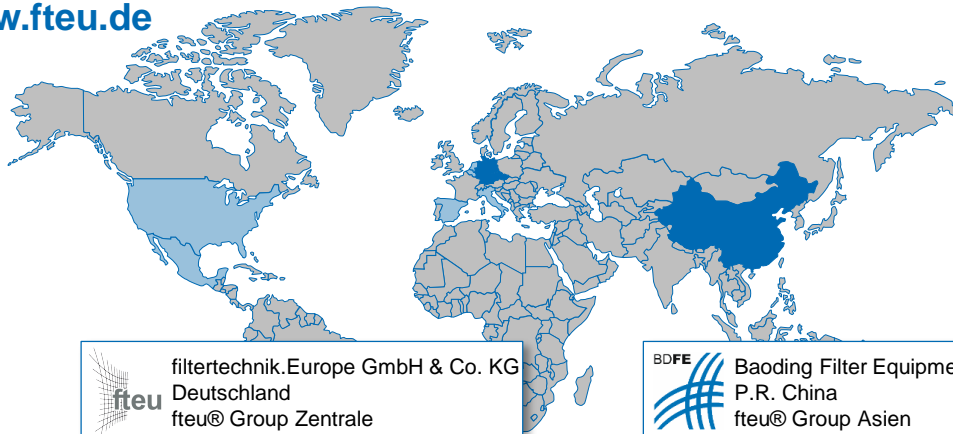 w.fteu.de
filtertechnik.Europe GmbH & Co. KG
fteu
Deutschland
fteu® Group Zentrale
BDFE
Baoding Filter Equipme
P.R. China
fteu® Group Asien